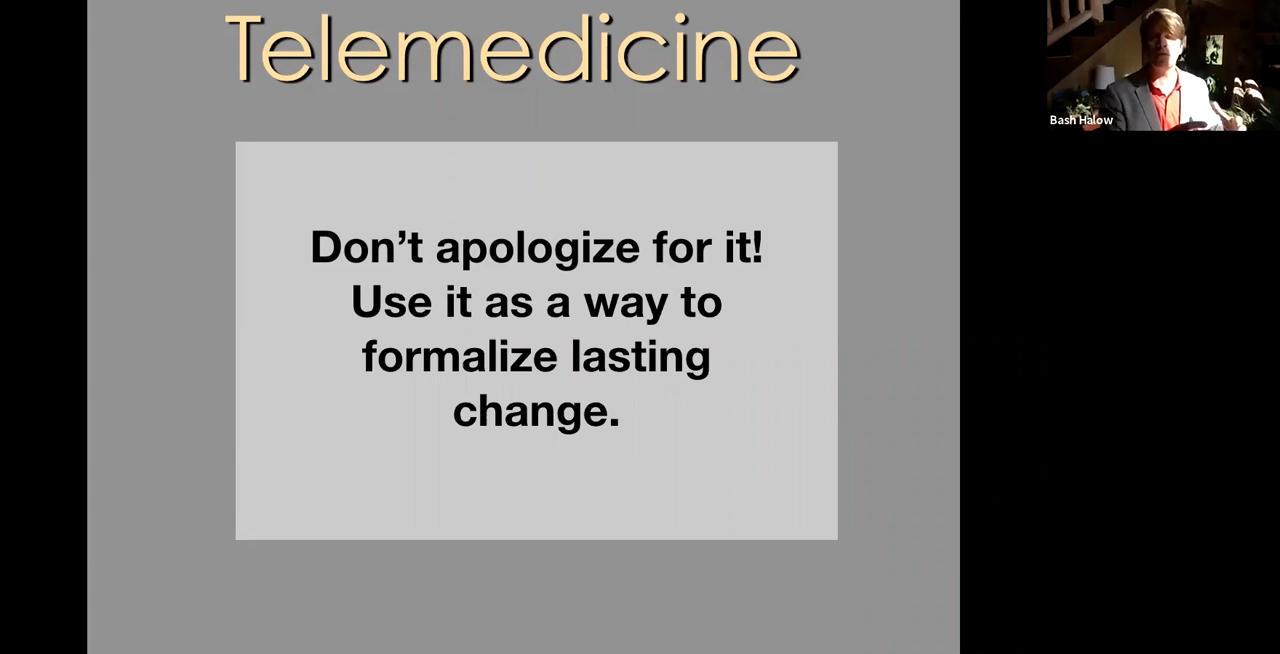 Telemedicine
Bash Halow
Don’t apologize for it!
Use it as a way to
formalize lasting
change.